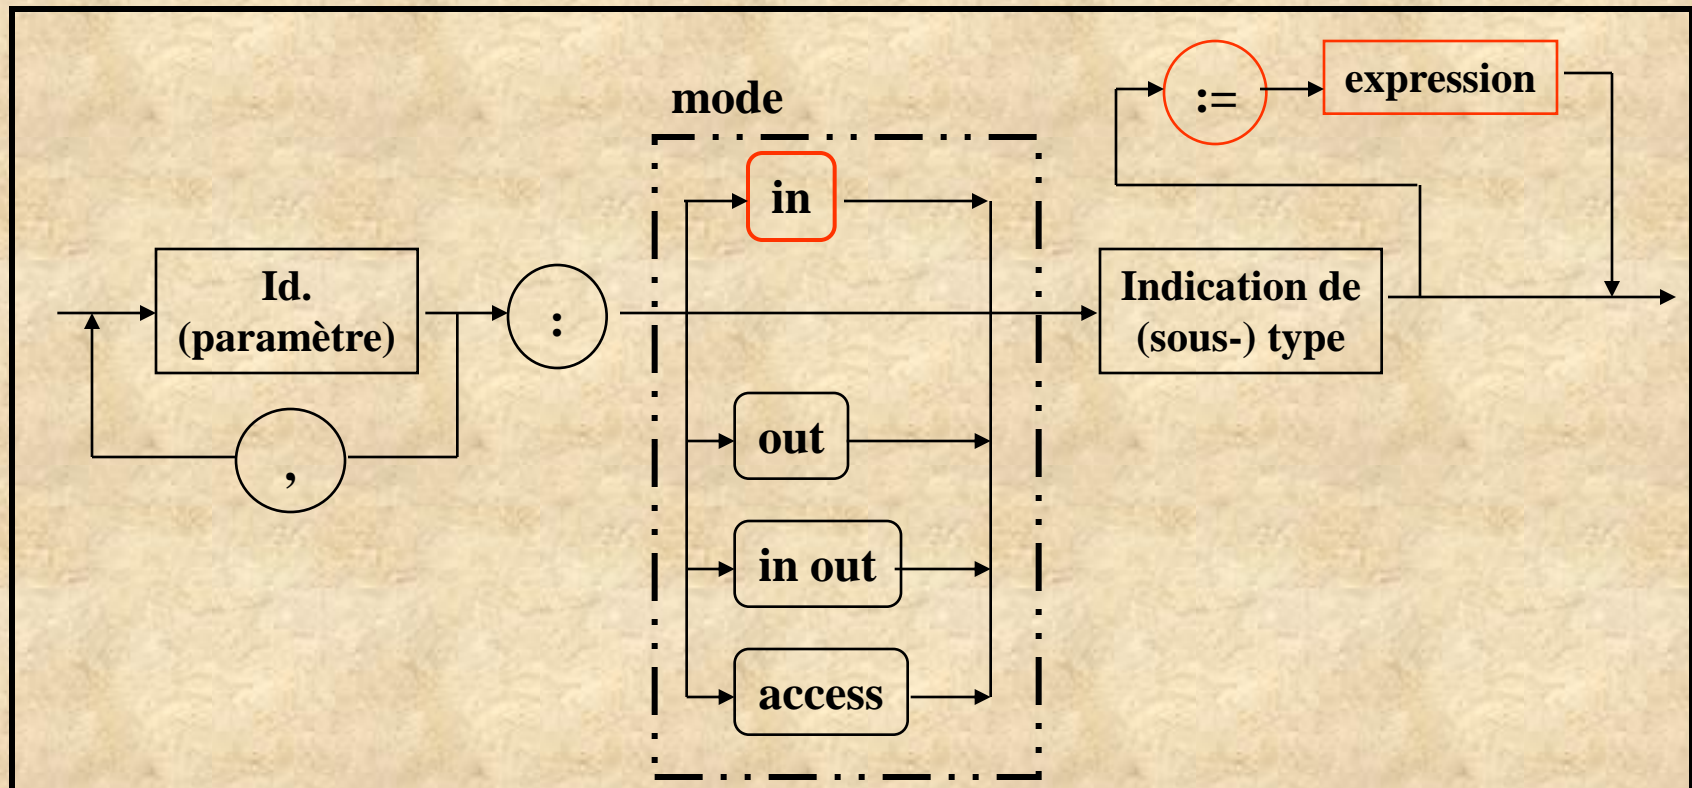 mode
:=
expression
in
Id.
(paramètre)
:
Indication de
(sous-) type
,
out
in out
access